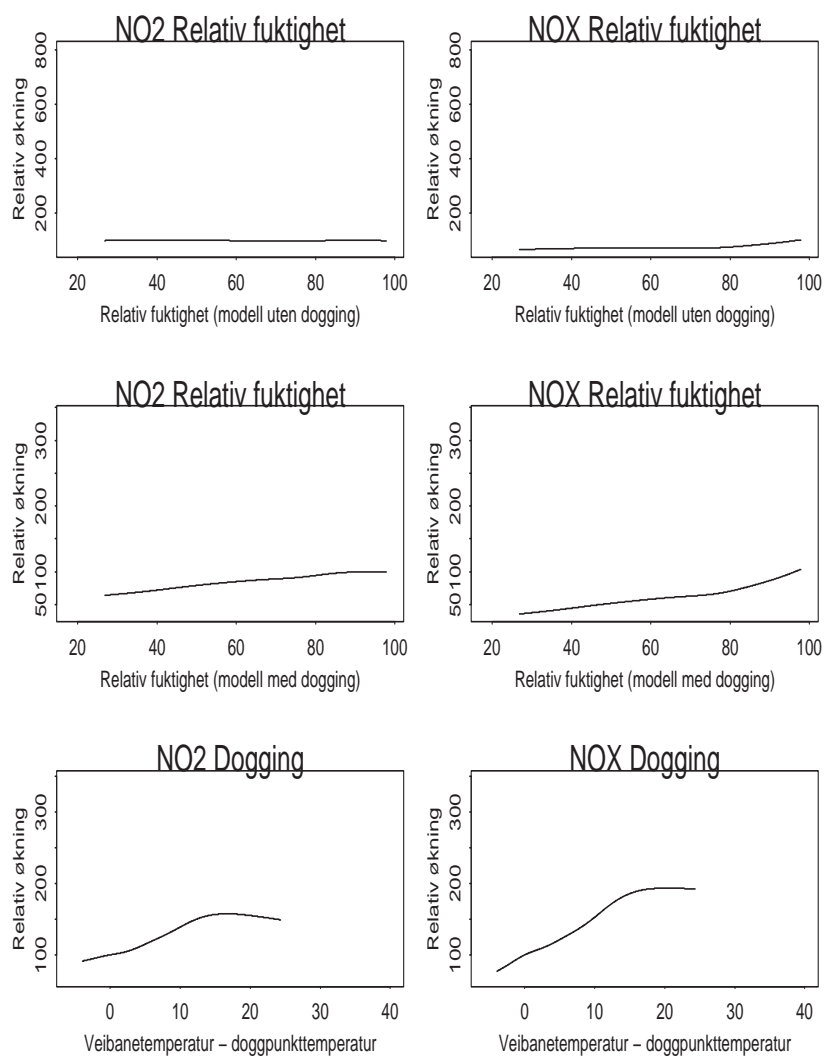 NO2 Relativ fuktighet
Relativ økning
200 400 600 800
20 40 60 80 100
Relativ fuktighet (modell uten dogging)
NOX Relativ fuktighet
Relativ økning
200 400 600 800
20 40 60 80 100
Relativ fuktighet (modell uten dogging)
NO2 Relativ fuktighet
Relativ økning
50 100 200 300
20 40 60 80 100
Relativ fuktighet (modell med dogging)
NOX Relativ fuktighet
Relativ økning
50 100 200 300
20 40 60 80 100
Relativ fuktighet (modell med dogging)
NO2 Dogging
Relativ økning
100 200 300
0 10 20 30 40
Veibanetemperatur – doggpunkttemperatur
NOX Dogging
Relativ økning
100 200 300
0 10 20 30 40
Veibanetemperatur – doggpunkttemperatur